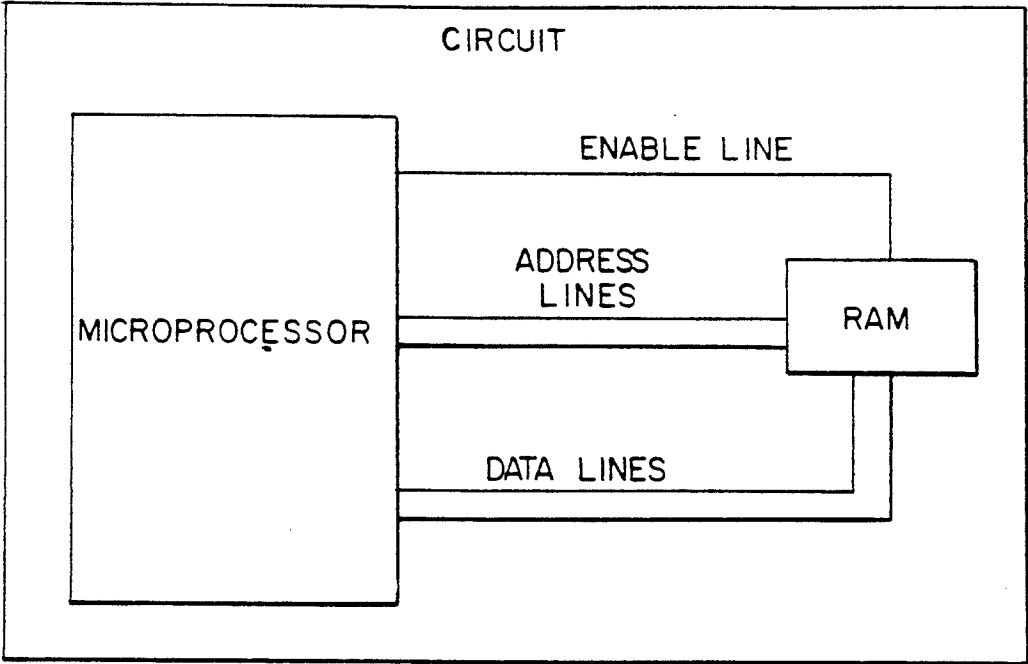 CIRCUIT
ENABLE LINE
ADDRESS
LINES
MICROPROCESSOR
RAM
DATA LINES